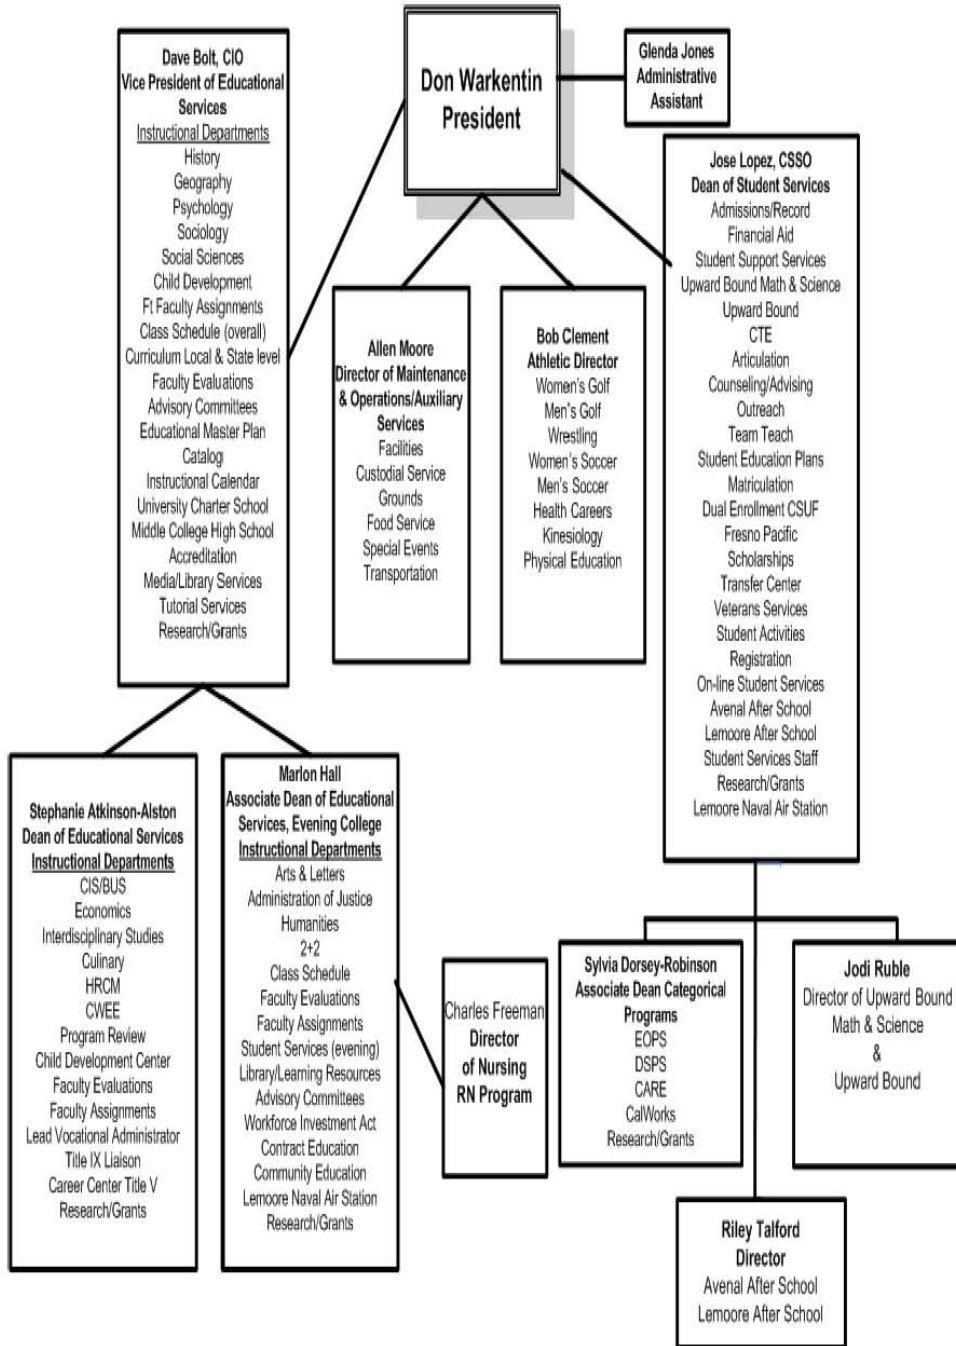 Dave Bolt, CIO
Vice President of Educational
Services
Instructional Departments
History
Geography
Psychology
Sociology
Social Sciences
Child Development
Ft Faculty Assignments
Class Schedule (overall)
Curriculum Local & State level
Faculty Evaluations
Advisory Committees
Educational Master Plan
Catalog
Instructional Calendar
University Charter School
Middle College High School
Accreditation
Media/Library Services
Tutorial Services
Research/Grants
Don Warkentin
President
Glenda Jones
Administrative
Assistant
Allen Moore
Director of Maintenance
& Operations/Auxiliary
Services
Facilities
Custodial Service
Grounds
Food Service
Special Events
Transportation
Bob Clement
Athletic Director
Women's Golf
Men"s Golf
Wrestling
Women's Soccer
Men's Soccer
Health Careers
Kinesiology
Physical Education
Jose Lopez, CSSO
Dean of Student Services
Admissions/Record
Financial Aid
Student Support Services
Upward Bound Math & Science
Upward Bound
CTE
Articulation
Counseling/Advising
Outreach
Team Teach
Student Education Plans
Matriculation
Dual Enrollment CSUF
Fresno Pacific
Scholarships
Transfer Center
Veterans Services
Student Activities
Registration
On-line Student Services
Avenal After School
Lemoore After School
Student Services Staff
Research/Grants
Lemoore Naval Air Station
Stephanie Atkinson-Alston
Dean of Educational Services
Instructional Departments
CIS/BUS
Economics
Interdisciplinary Studies
Culinary
HRCM
CWEE
Program Review
Child Development Center
Faculty Evaluations
Faculty Assignments
Lead Vocational Administrator
Title IX Liaison
Career Center Title V
Research/Grants
Marlon Hall
Associate Dean of Educational
Services, Evening College
Instructional Departments
Arts & Letters
Administration of Justice
Humanities
2+2
Class Schedule
Faculty Evaluations
Faculty Assignments
Student Services (evening)
Library/Learning Resources
Advisory Committees
Workforce Investment Act
Contract Education
Community Education
Lemoore Naval Air Station
Research/Grants
Charles Freeman
Director
of Nursing
RN Program
Sylvia Dorsey-Robinson
Associate Dean Categorical
Programs
EOPS
DSPS
CARE
CalWorks
Research/Grants
Jodi Ruble
Director of Upward Bound
Math & Science
&
Upward Bound
Riley Talford
Director
Avenal After School
Lemoore After School